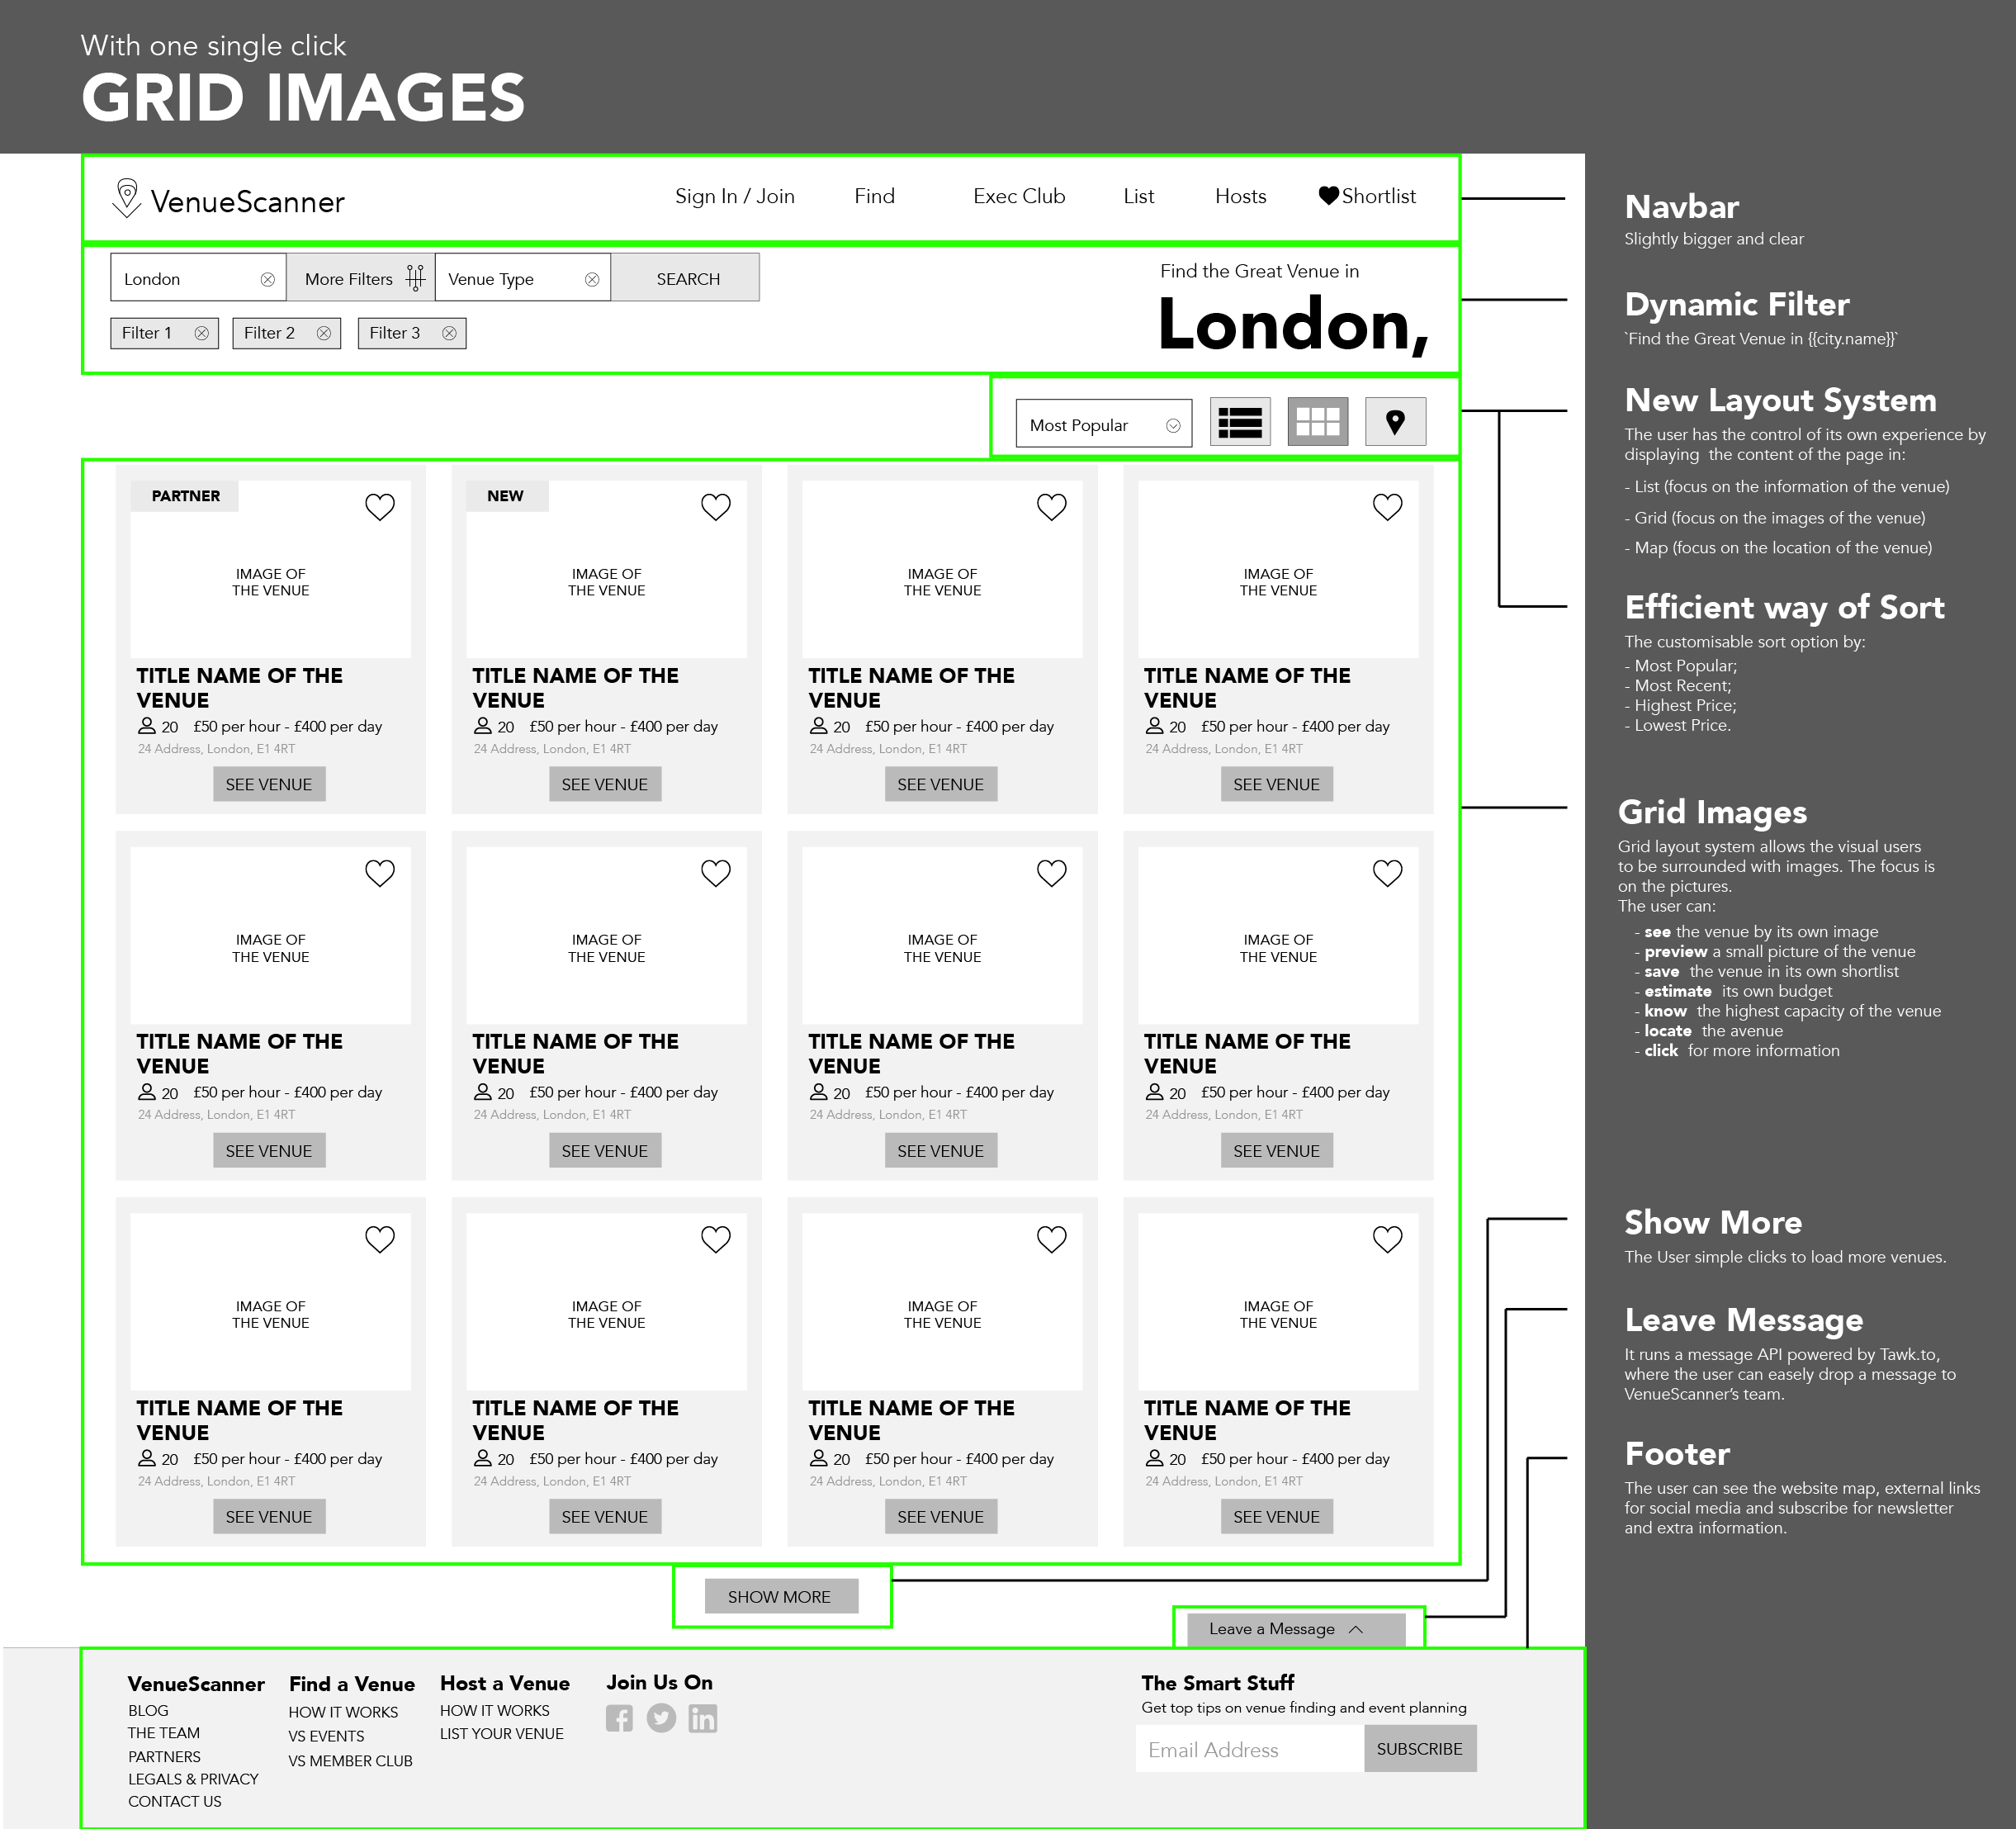 With one single click
GRID IMAGES
VenueScanner
Sign In / Join Find Exec Club List Hosts Shortlist
London More Filters Venue Type SEARCH
Filter 1 Filter 2 Filter 3
Find the Great Venue in
London,
Most Popular
PARTNER NEW
IMAGE OF IMAGE OF IMAGE OF IMAGE OF
THE VENUE THE VENUE THE VENUE THE VENUE
TITLE NAME OF THE TITLE NAME OF THE TITLE NAME OF THE TITLE NAME OF THE
VENUE VENUE VENUE VENUE
20 £50 per hour - £400 per day 20 £50 per hour - £400 per day 20 £50 per hour - £400 per day 20 £50 per hour - £400 per day
24 Address, London, E1 4RT 24 Address, London, E1 4RT 24 Address, London, E1 4RT 24 Address, London, E1 4RT
SEE VENUE SEE VENUE SEE VENUE SEE VENUE
IMAGE OF IMAGE OF IMAGE OF IMAGE OF
THE VENUE THE VENUE THE VENUE THE VENUE
TITLE NAME OF THE TITLE NAME OF THE TITLE NAME OF THE TITLE NAME OF THE
VENUE VENUE VENUE VENUE
20 £50 per hour - £400 per day 20 £50 per hour - £400 per day 20 £50 per hour - £400 per day 20 £50 per hour - £400 per day
24 Address, London, E1 4RT 24 Address, London, E1 4RT 24 Address, London, E1 4RT 24 Address, London, E1 4RT
SEE VENUE SEE VENUE SEE VENUE SEE VENUE
IMAGE OF IMAGE OF IMAGE OF IMAGE OF
THE VENUE THE VENUE THE VENUE THE VENUE
TITLE NAME OF THE TITLE NAME OF THE TITLE NAME OF THE TITLE NAME OF THE
VENUE VENUE VENUE VENUE
20 £50 per hour - £400 per day 20 £50 per hour - £400 per day 20 £50 per hour - £400 per day 20 £50 per hour - £400 per day
24 Address, London, E1 4RT 24 Address, London, E1 4RT 24 Address, London, E1 4RT 24 Address, London, E1 4RT
SEE VENUE SEE VENUE SEE VENUE SEE VENUE
SHOW MORE
Leave a Message
VenueScanner
BLOG
THE TEAM
PARTNERS
LEGALS & PRIVACY
CONTACT US
Find a Venue
HOW IT WORKS
VS EVENTS
VS MEMBER CLUB
Host a Venue
HOW IT WORKS
LIST YOUR VENUE
Join Us On
The Smart Stuff
Get top tips on venue finding and event planning
Email Address SUBSCRIBE
Navbar
Slightly bigger and clear
Dynamic Filter
`Find the Great Venue in {{city.name}}`
New Layout System
The user has the control of its own experience by
displaying the content of the page in:
- List (focus on the information of the venue)
- Grid (focus on the images of the venue)
- Map (focus on the location of the venue)
Efficient way of Sort
The customisable sort option by:
- Most Popular;
- Most Recent;
- Highest Price;
- Lowest Price.
Grid Images
Grid layout system allows the visual users
to be surrounded with images. The focus is
on the pictures.
The user can:
- see the venue by its own image
- preview a small picture of the venue
- save the venue in its own shortlist
- estimate its own budget
- know the highest capacity of the venue
- locate the avenue
- click for more information
Show More
The User simple clicks to load more venues.
Leave Message
It runs a message API powered by Tawk.to,
where the user can easely drop a message to
VenueScanner's team.
Footer
The user can see the website map, external links
for social media and subscribe for newsletter
and extra information.